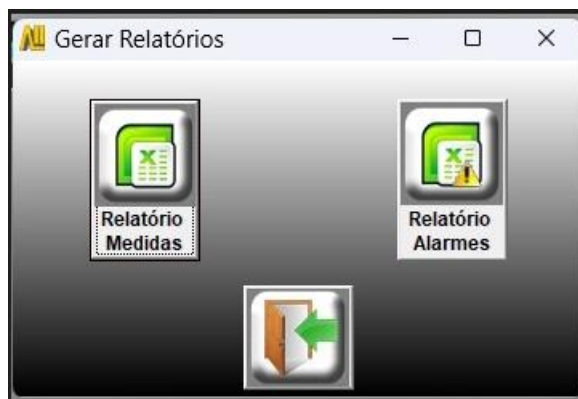 Gerar Relatórios
Relatório
Medidas
Relatório
Alarmes